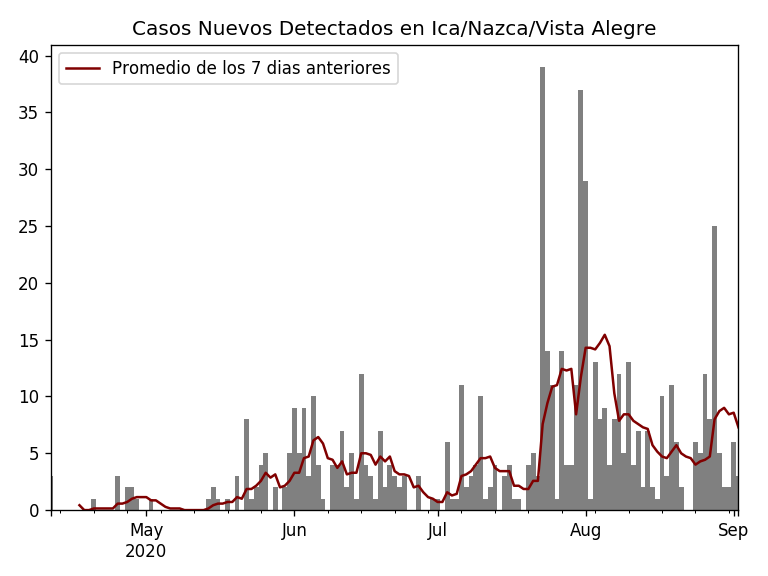 Casos Nuevos Detectados en Ica/Nazca/Vista Alegre
Promedio de los 7 dias anteriores
40
35
30
25
20
15
10
5
0
May
2020
Jun
Jul
Aug
Sep